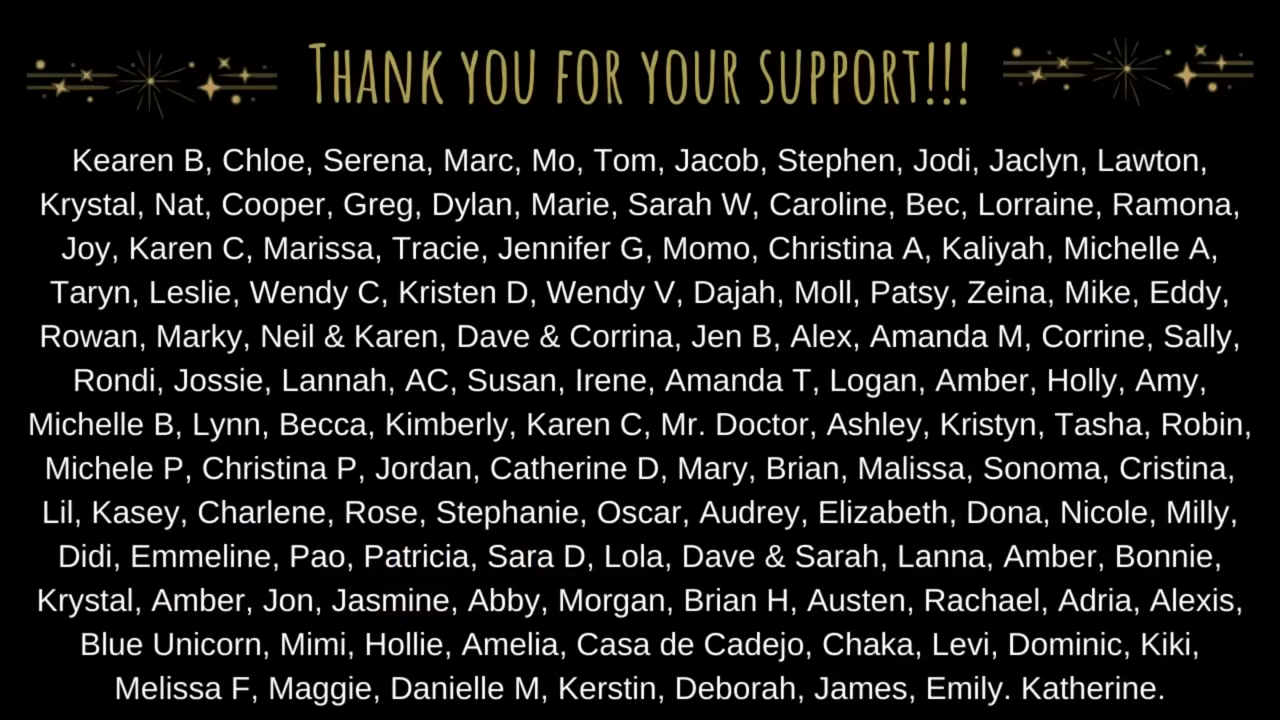 Thank you for your support!!!
Kearen B, Chloe, Serena, Marc, Mo, Tom, Jacob, Stephen, Jodi, Jaclyn, Lawton,
Krystal, Nat, Cooper, Greg, Dylan, Marie, Sarah W, Caroline, Bec, Lorraine, Ramona,
Joy, Karen C, Marissa, Tracie, Jennifer G, Momo, Christina A, Kaliyah, Michelle A,
Taryn, Leslie, Wendy C, Kristen D, Wendy V, Dajah, Moll, Patsy, Zeina, Mike, Eddy,
Rowan, Marky, Neil & Karen, Dave & Corrina, Jen B, Alex, Amanda M, Corrine, Sally,
Rondi, Jossie, Lannah, AC, Susan, Irene, Amanda T, Logan, Amber, Holly, Amy,
Michelle B, Lynn, Becca, Kimberly, Karen C, Mr. Doctor, Ashley, Kristyn, Tasha, Robin,
Michele P, Christina P, Jordan, Catherine D, Mary, Brian, Malissa, Sonoma, Cristina,
Lil, Kasey, Charlene, Rose, Stephanie, Oscar, Audrey, Elizabeth, Dona, Nicole, Milly,
Didi, Emmeline, Pao, Patricia, Sara D, Lola, Dave & Sarah, Lanna, Amber, Bonnie,
Krystal, Amber, Jon, Jasmine, Abby, Morgan, Brian H, Austen, Rachael, Adria, Alexis,
Blue Unicorn, Mimi, Hollie, Amelia, Casa de Cadejo, Chaka, Levi, Dominic, Kiki,
Melissa F, Maggie, Danielle M, Kerstin, Deborah, James, Emily. Katherine.